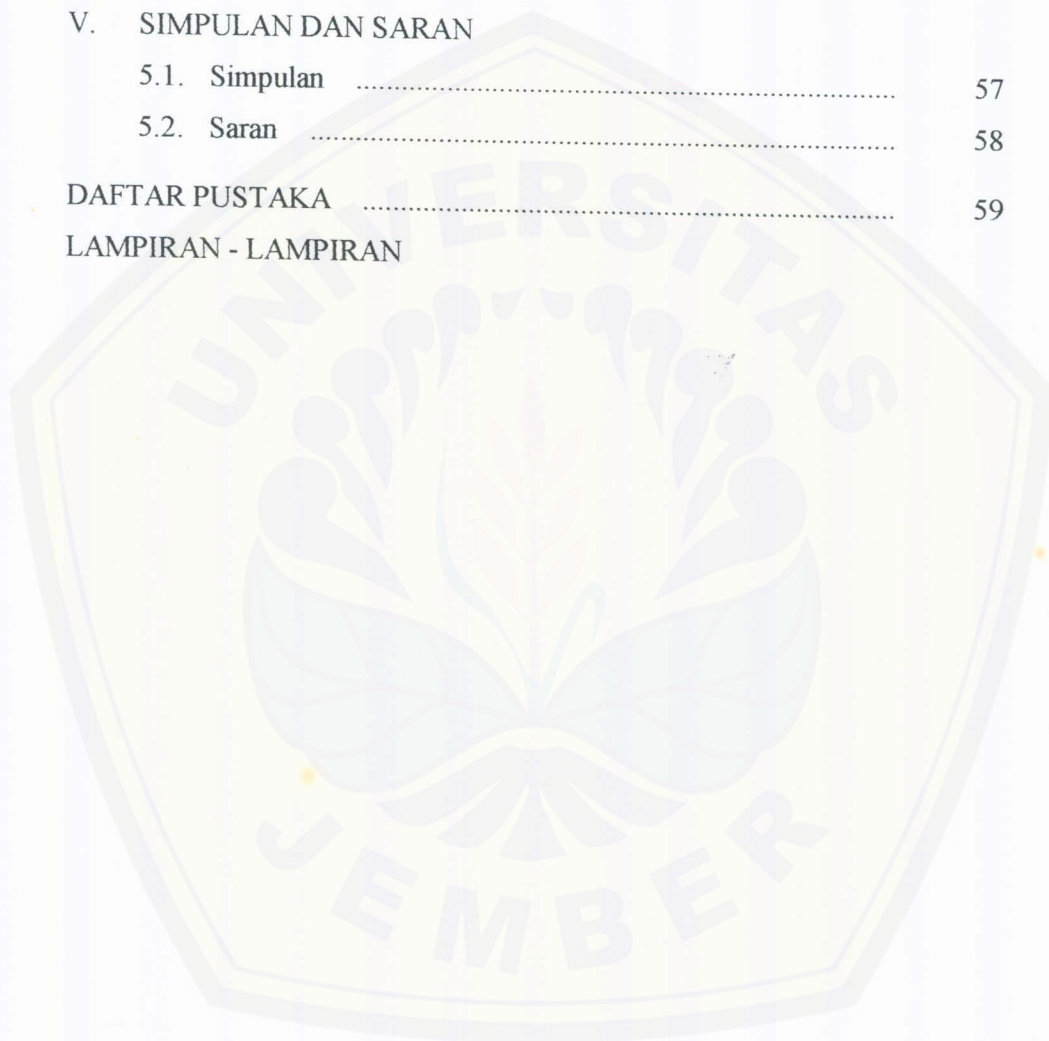 V. SIMPULAN DAN SARAN
5.1. Simpulan ........................................................................ 57
5.2. Saran ........................................................................ 58
DAFTAR PUSTAKA ........................................................................ 59
LAMPIRAN - LAMPIRAN
UNIVERSITAS
JEMBER